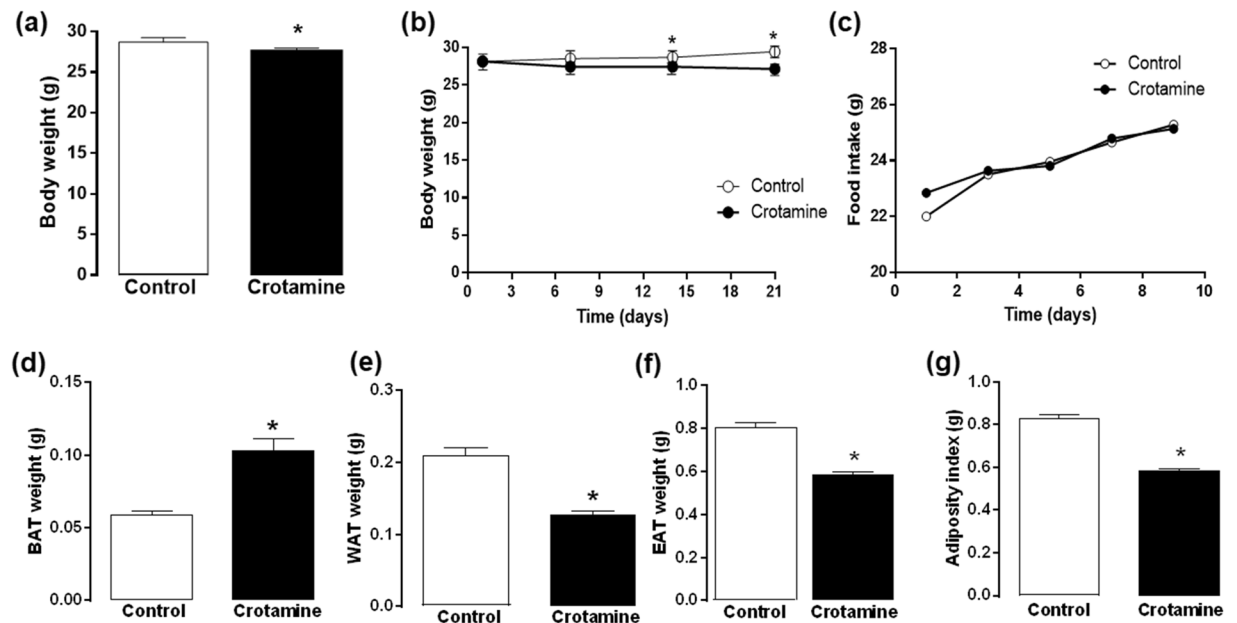 (a)
Body weight (g)
30
25
20
15
10
5
0
*
Control
Crotamine
(b)
Body weight (g)
30
25
20
15
10
5
0
*
*
Control
Crotamine
0
3
6
9
12
15
18
21
Time (days)
(c)
Food intake (g)
28
26
24
22
20
Control
Crotamine
0
2
4
6
8
10
Time (days)
(d)
BAT weight (g)
0.15
0.10
0.05
0.00
*
Control
Crotamine
(e)
WAT weight (g)
0.3
0.2
0.1
0.0
*
Control
Crotamine
(f)
EAT weight (g)
1.0
0.8
0.6
0.4
0.2
0.0
*
Control
Crotamine
(g)
Adiposity index (g)
1.0
0.8
0.6
0.4
0.2
0.0
*
Control
Crotamine